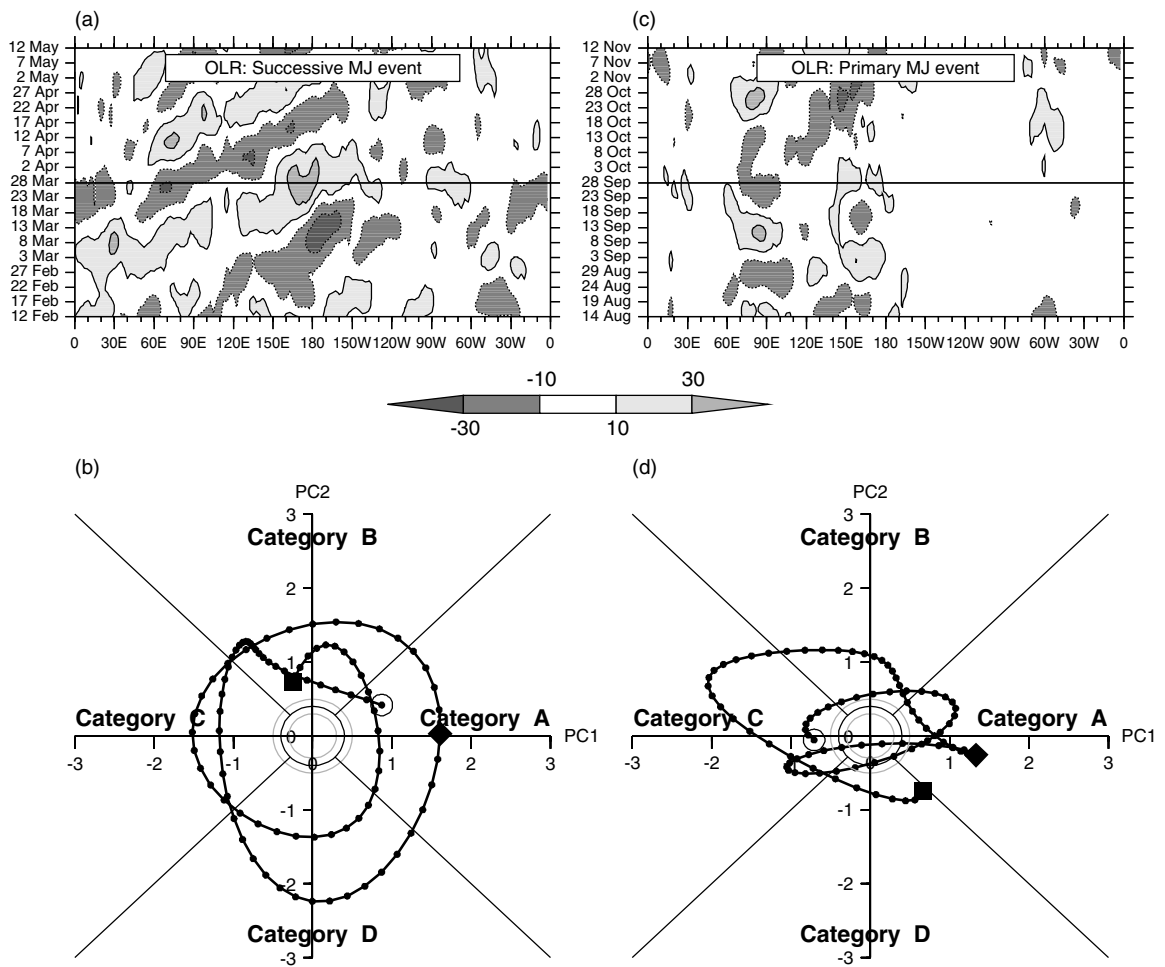 (a)
(c)
OLR: Successive MJ event
OLR: Primary MJ event
12 May
7 May
2 May
27 Apr
22 Apr
17 Apr
12 Apr
7 Apr
2 Apr
28 Mar
23 Mar
18 Mar
13 Mar
8 Mar
3 Mar
27 Feb
22 Feb
17 Feb
12 Feb
0 30E 60E 90E 120E 150E 180 150W 120W 90W 60W 30W 0
12 Nov
7 Nov
2 Nov
28 Oct
23 Oct
18 Oct
13 Oct
8 Oct
3 Oct
28 Sep
23 Sep
18 Sep
13 Sep
8 Sep
3 Sep
29 Aug
24 Aug
19 Aug
14 Aug
0 30E 60E 90E 120E 150E 180 150W 120W 90W 60W 30W 0
-10 30
-30 10
(b)
PC2
3
Category B
2
1
Category C
0
Category A
PC1
-3 -2 -1 0 1 2 3
-1
-2
Category D
-3
(d)
PC2
3
Category B
2
1
Category C
0
Category A
PC1
-3 -2 -1 0 1 2 3
-1
-2
Category D
-3